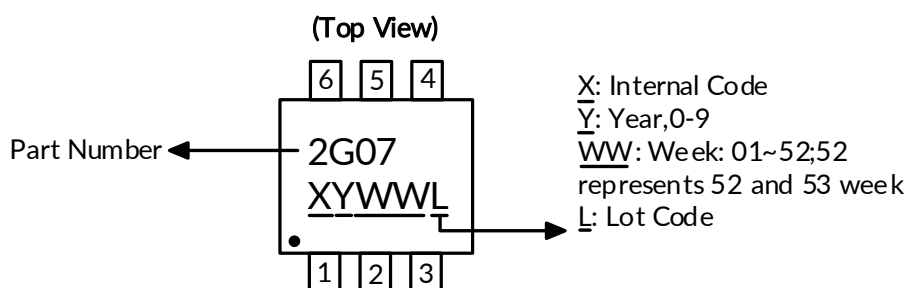 (Top View)
6 5 4
Part Number
2G07
XYWWL
1 2 3
X: Internal Code
Y: Year,0-9
WW: Week: 01~52;52
represents 52 and 53 week
L: Lot Code